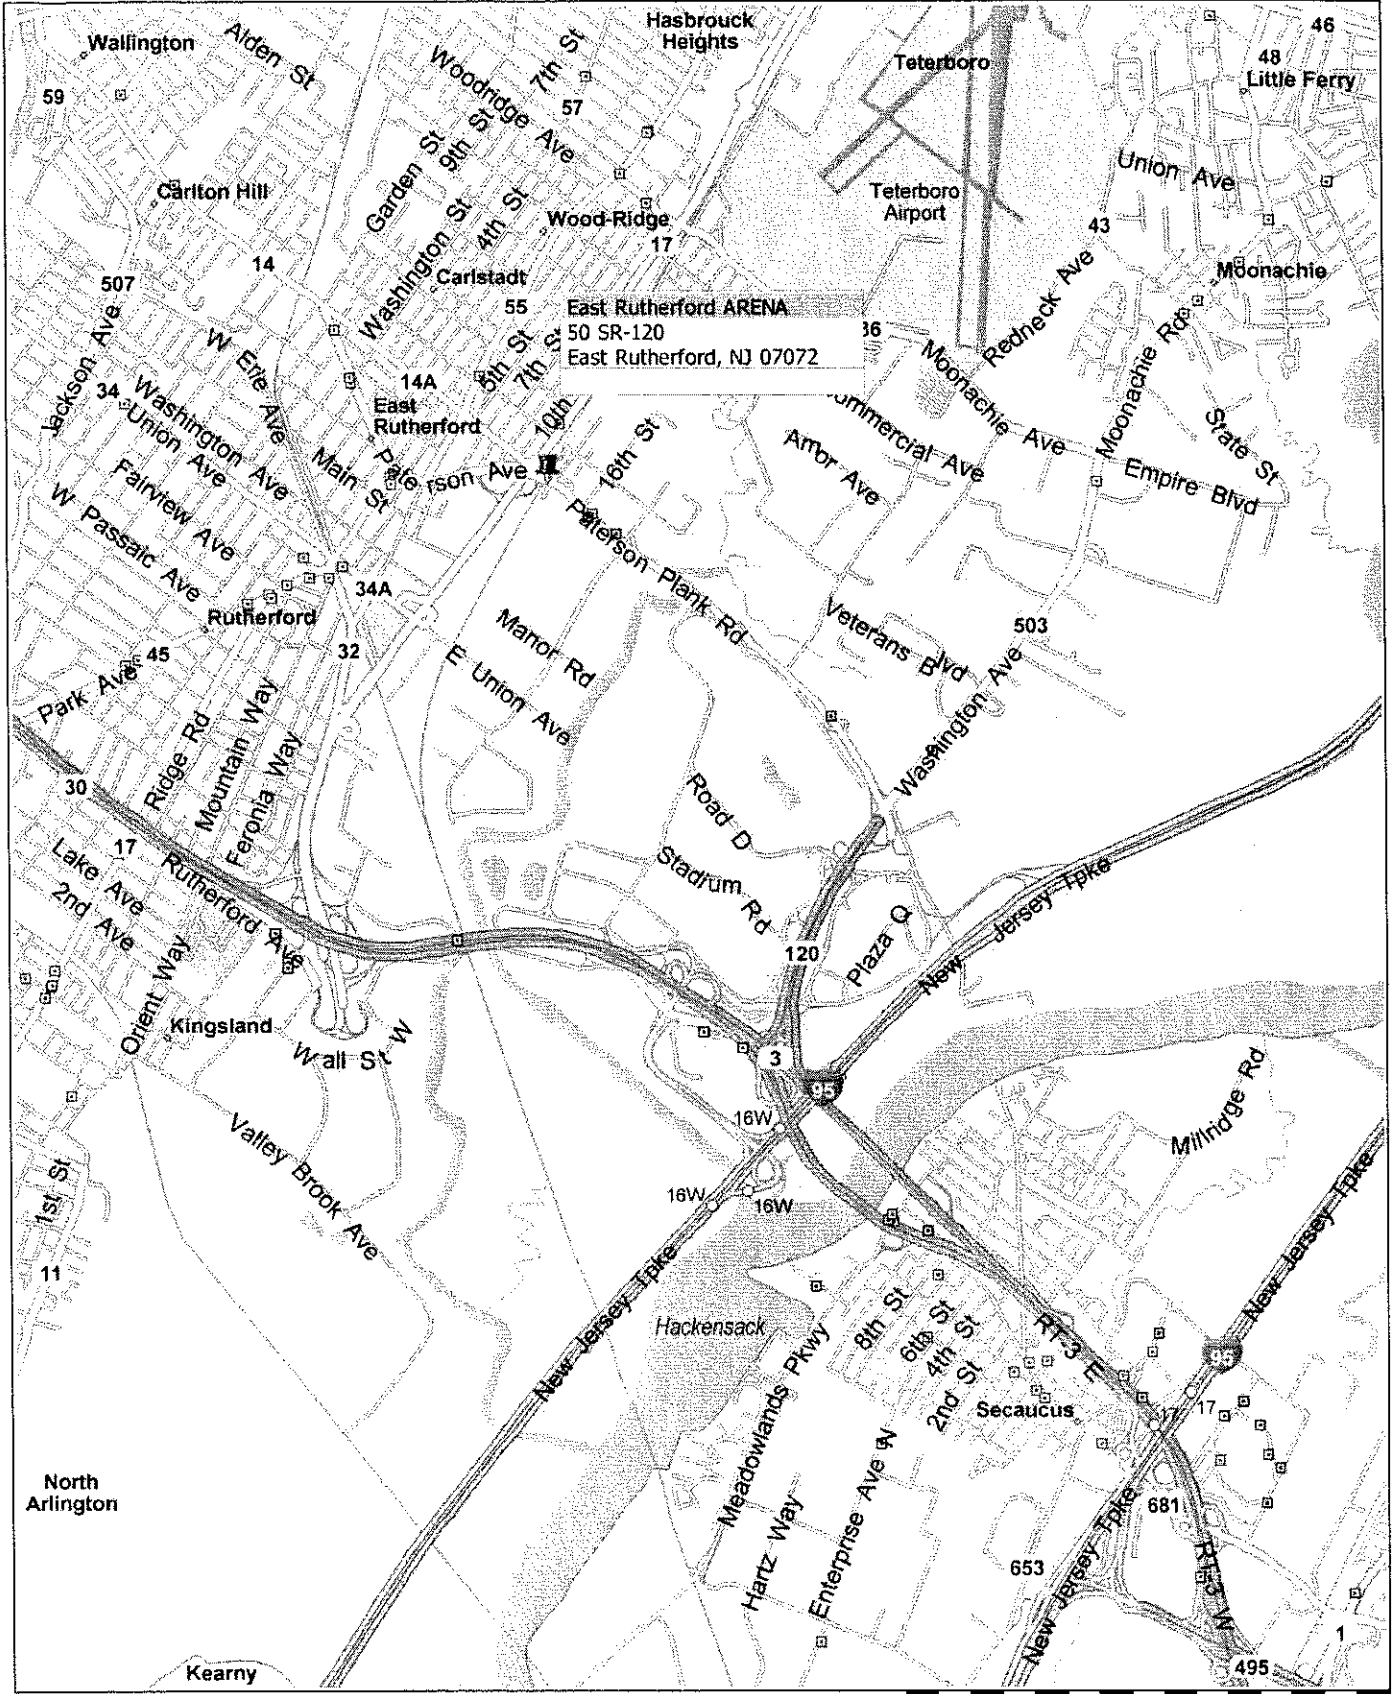 Hasbrouck
Heights
46
Wallington
Alden St
Woodridge Ave
7th St
Teterboro
48
Little Ferry
59
57
Garden St
9th St
Union Ave
Carlton Hill
Washington St
4th St
Wood-Ridge
Teterboro
Airport
43
17
14
Carlstadt
Redneck Ave
Moonachie
507
55
East Rutherford ARENA
50 SR-120
East Rutherford, NJ 07072
36
Jackson Ave
W Erie Ave
5th St
7th St
Moonachie Ave
Moonachie Rd
34
Washington Ave
Union Ave
14A
East
Rutherford
10th
16th St
ommercial Ave
State St
Fairview Ave
Main St
Pate
rson Ave
Amor Ave
Empire Blvd
W Passaic Ave
Paterson Plank Rd
34A
Rutherford
Manor Rd
Veterans B
lvd
503
45
32
E Union Ave
Park Ave
Washington Ave
Ridge Rd
Mountain Way
Feronia Way
30
Road D
17
Lake Ave
Rutherford Ave
Stadium Rd
New Jersey Tpke
2nd Ave
Plaza Q
120
Orient Way
Kingsland
Wall St W
3
95
Millridge Rd
16W
Valley Brook Ave
1st St
16W
16W
New Jersey Tpke
11
New Jersey Tpke
Hackensack
8th St
6th St
4th St
2nd St
RT-3 E
95
Meadowlands Pkwy
Secaucus
17
17
Enterprise Ave N
North
Arlington
Hartz Way
681
New Jersey Tpke
RT-3 W
653
1
Kearny
495